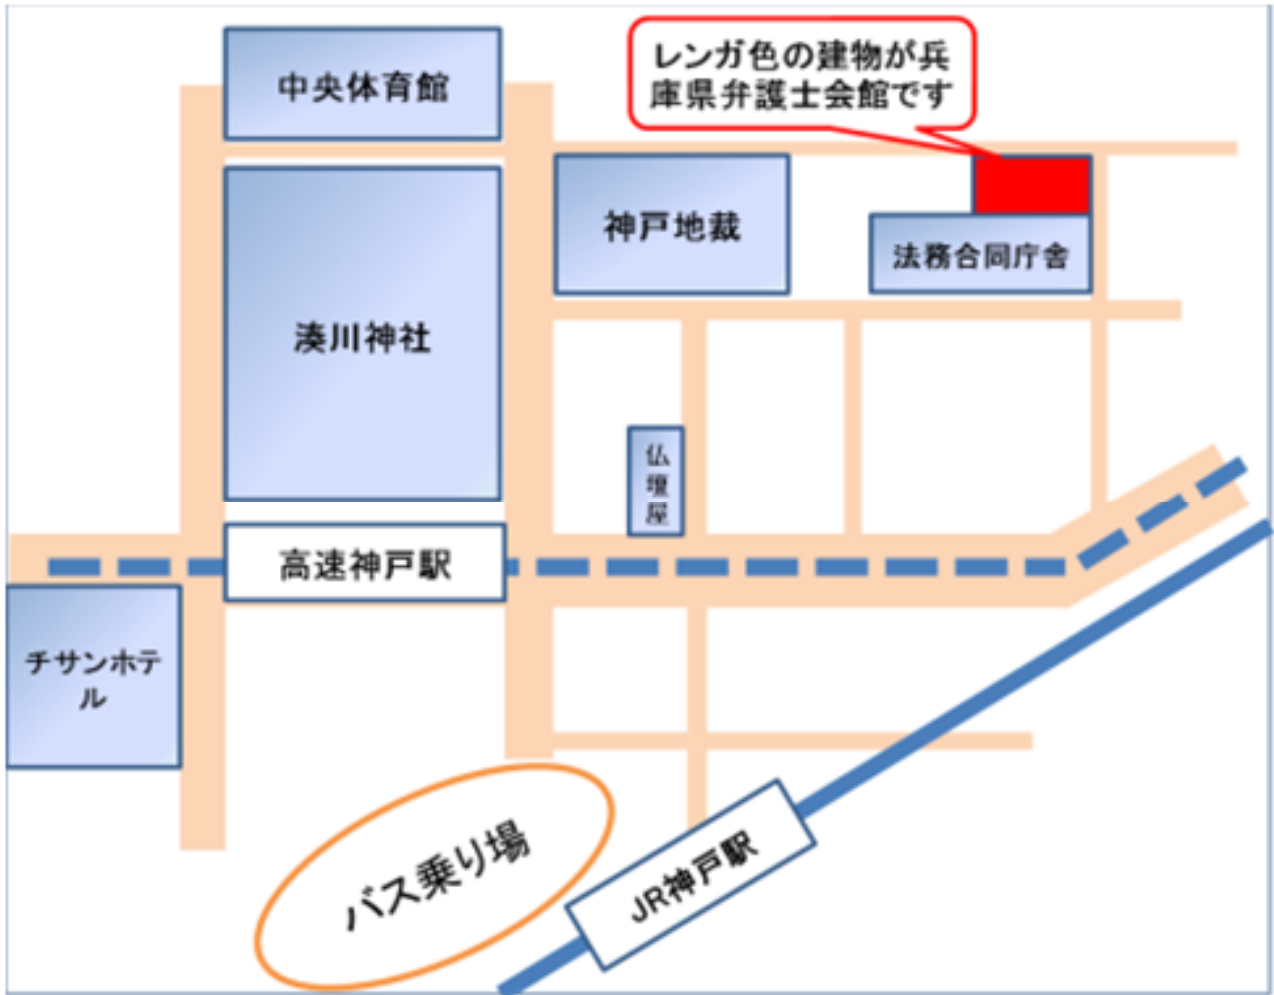 中央体育館
レンガ色の建物が兵
庫県弁護士会館です
神戸地裁
法務合同庁舎
湊川神社
仏
壇
屋
高速神戸駅
チサンホテ
ル
バス乗り場
JR神戸駅